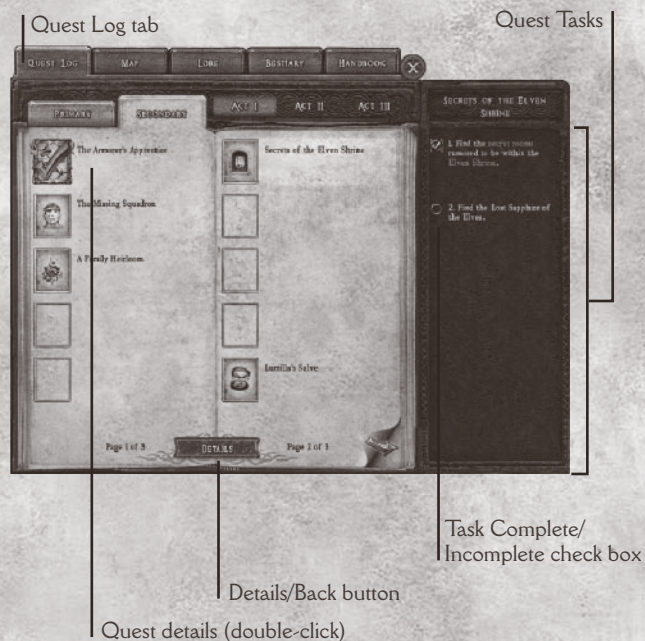 Quest Log tab
Quest Tasks
Quest Log
Map
Lore
Bestiary
Handbook
X
Primary
Secondary
Act I
Act II
Act III
Secrets of the Elven
Shrine
The Armorer's Apprentice
Secrets of the Elven Shrine
1. Find the secret rooms
rumored to be within the
Elven Shrine.
The Missing Squadron
2. Find the Lost Sapphire of
the Elves.
A Family Heirloom
Lumilla's Salve
Page 1 of 3
Details
Page 2 of 3
Task Complete/
Incomplete check box
Details/Back button
Quest details (double-click)